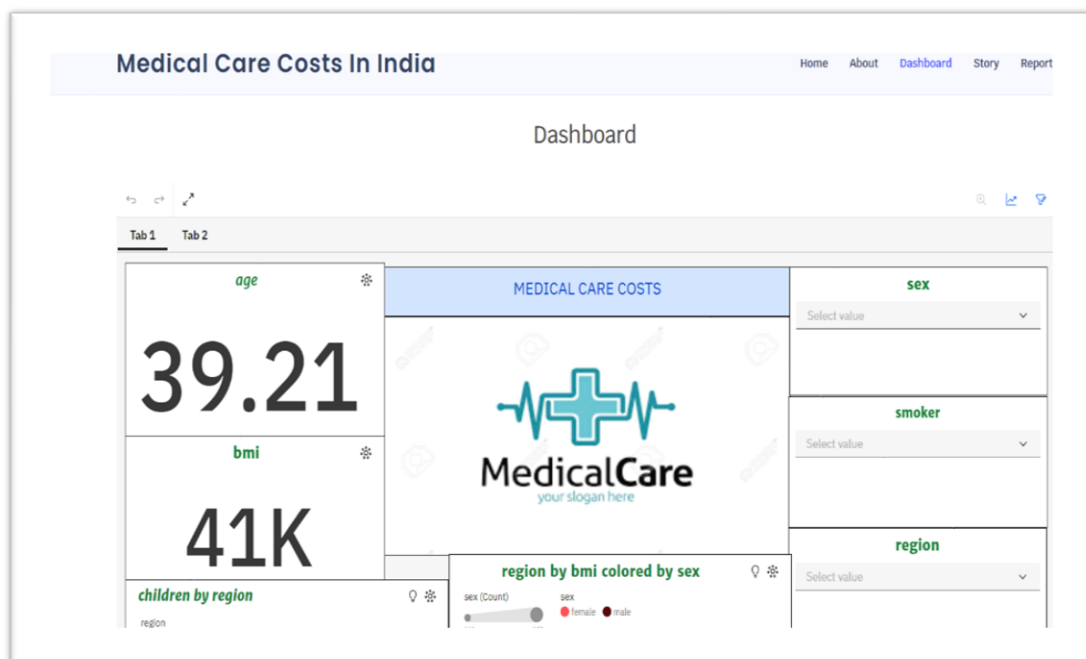 Medical Care Costs In India
Home About Dashboard Story Report
Dashboard
Tab 1 Tab 2
age
39.21
bmi
41K
MEDICAL CARE COSTS
MedicalCare
your slogan here
sex
Select value
smoker
Select value
region
Select value
children by region
region
region by bmi colored by sex
sex (Count)
sex
female male